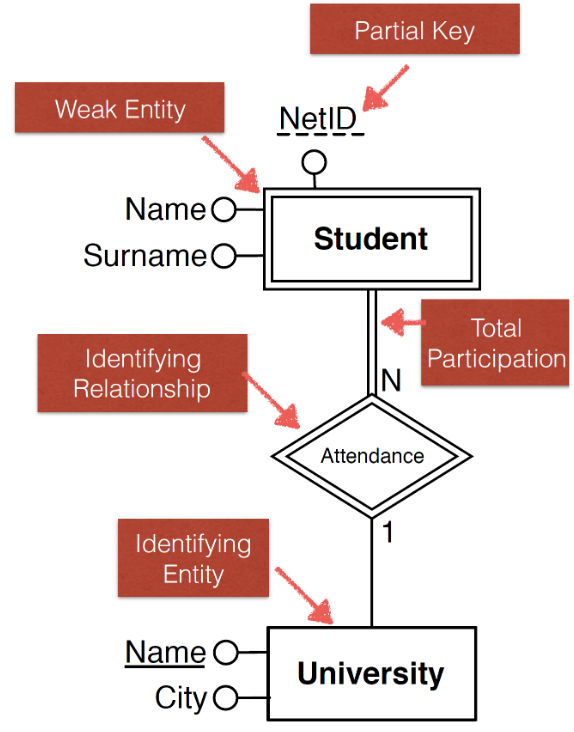 Partial Key
Weak Entity
NetID
Name
Student
Surname
Total
Participation
Identifying
Relationship
N
Attendance
1
Identifying
Entity
Name
University
City